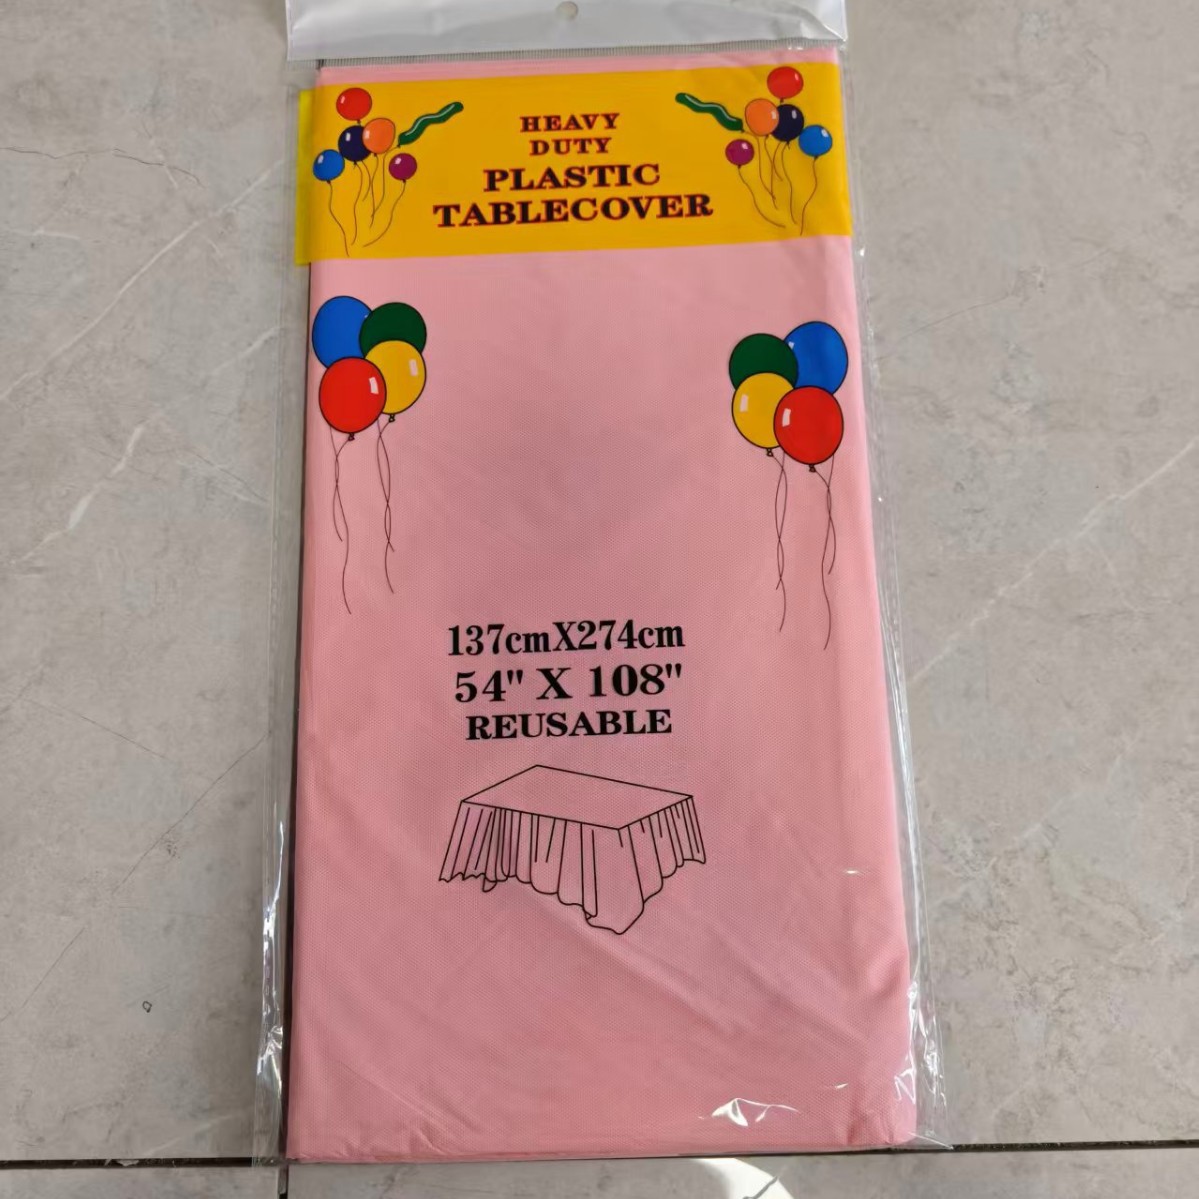 HEAVY
DUTY
PLASTIC
TABLECOVER
137cmX274cm
54" X 108"
REUSABLE